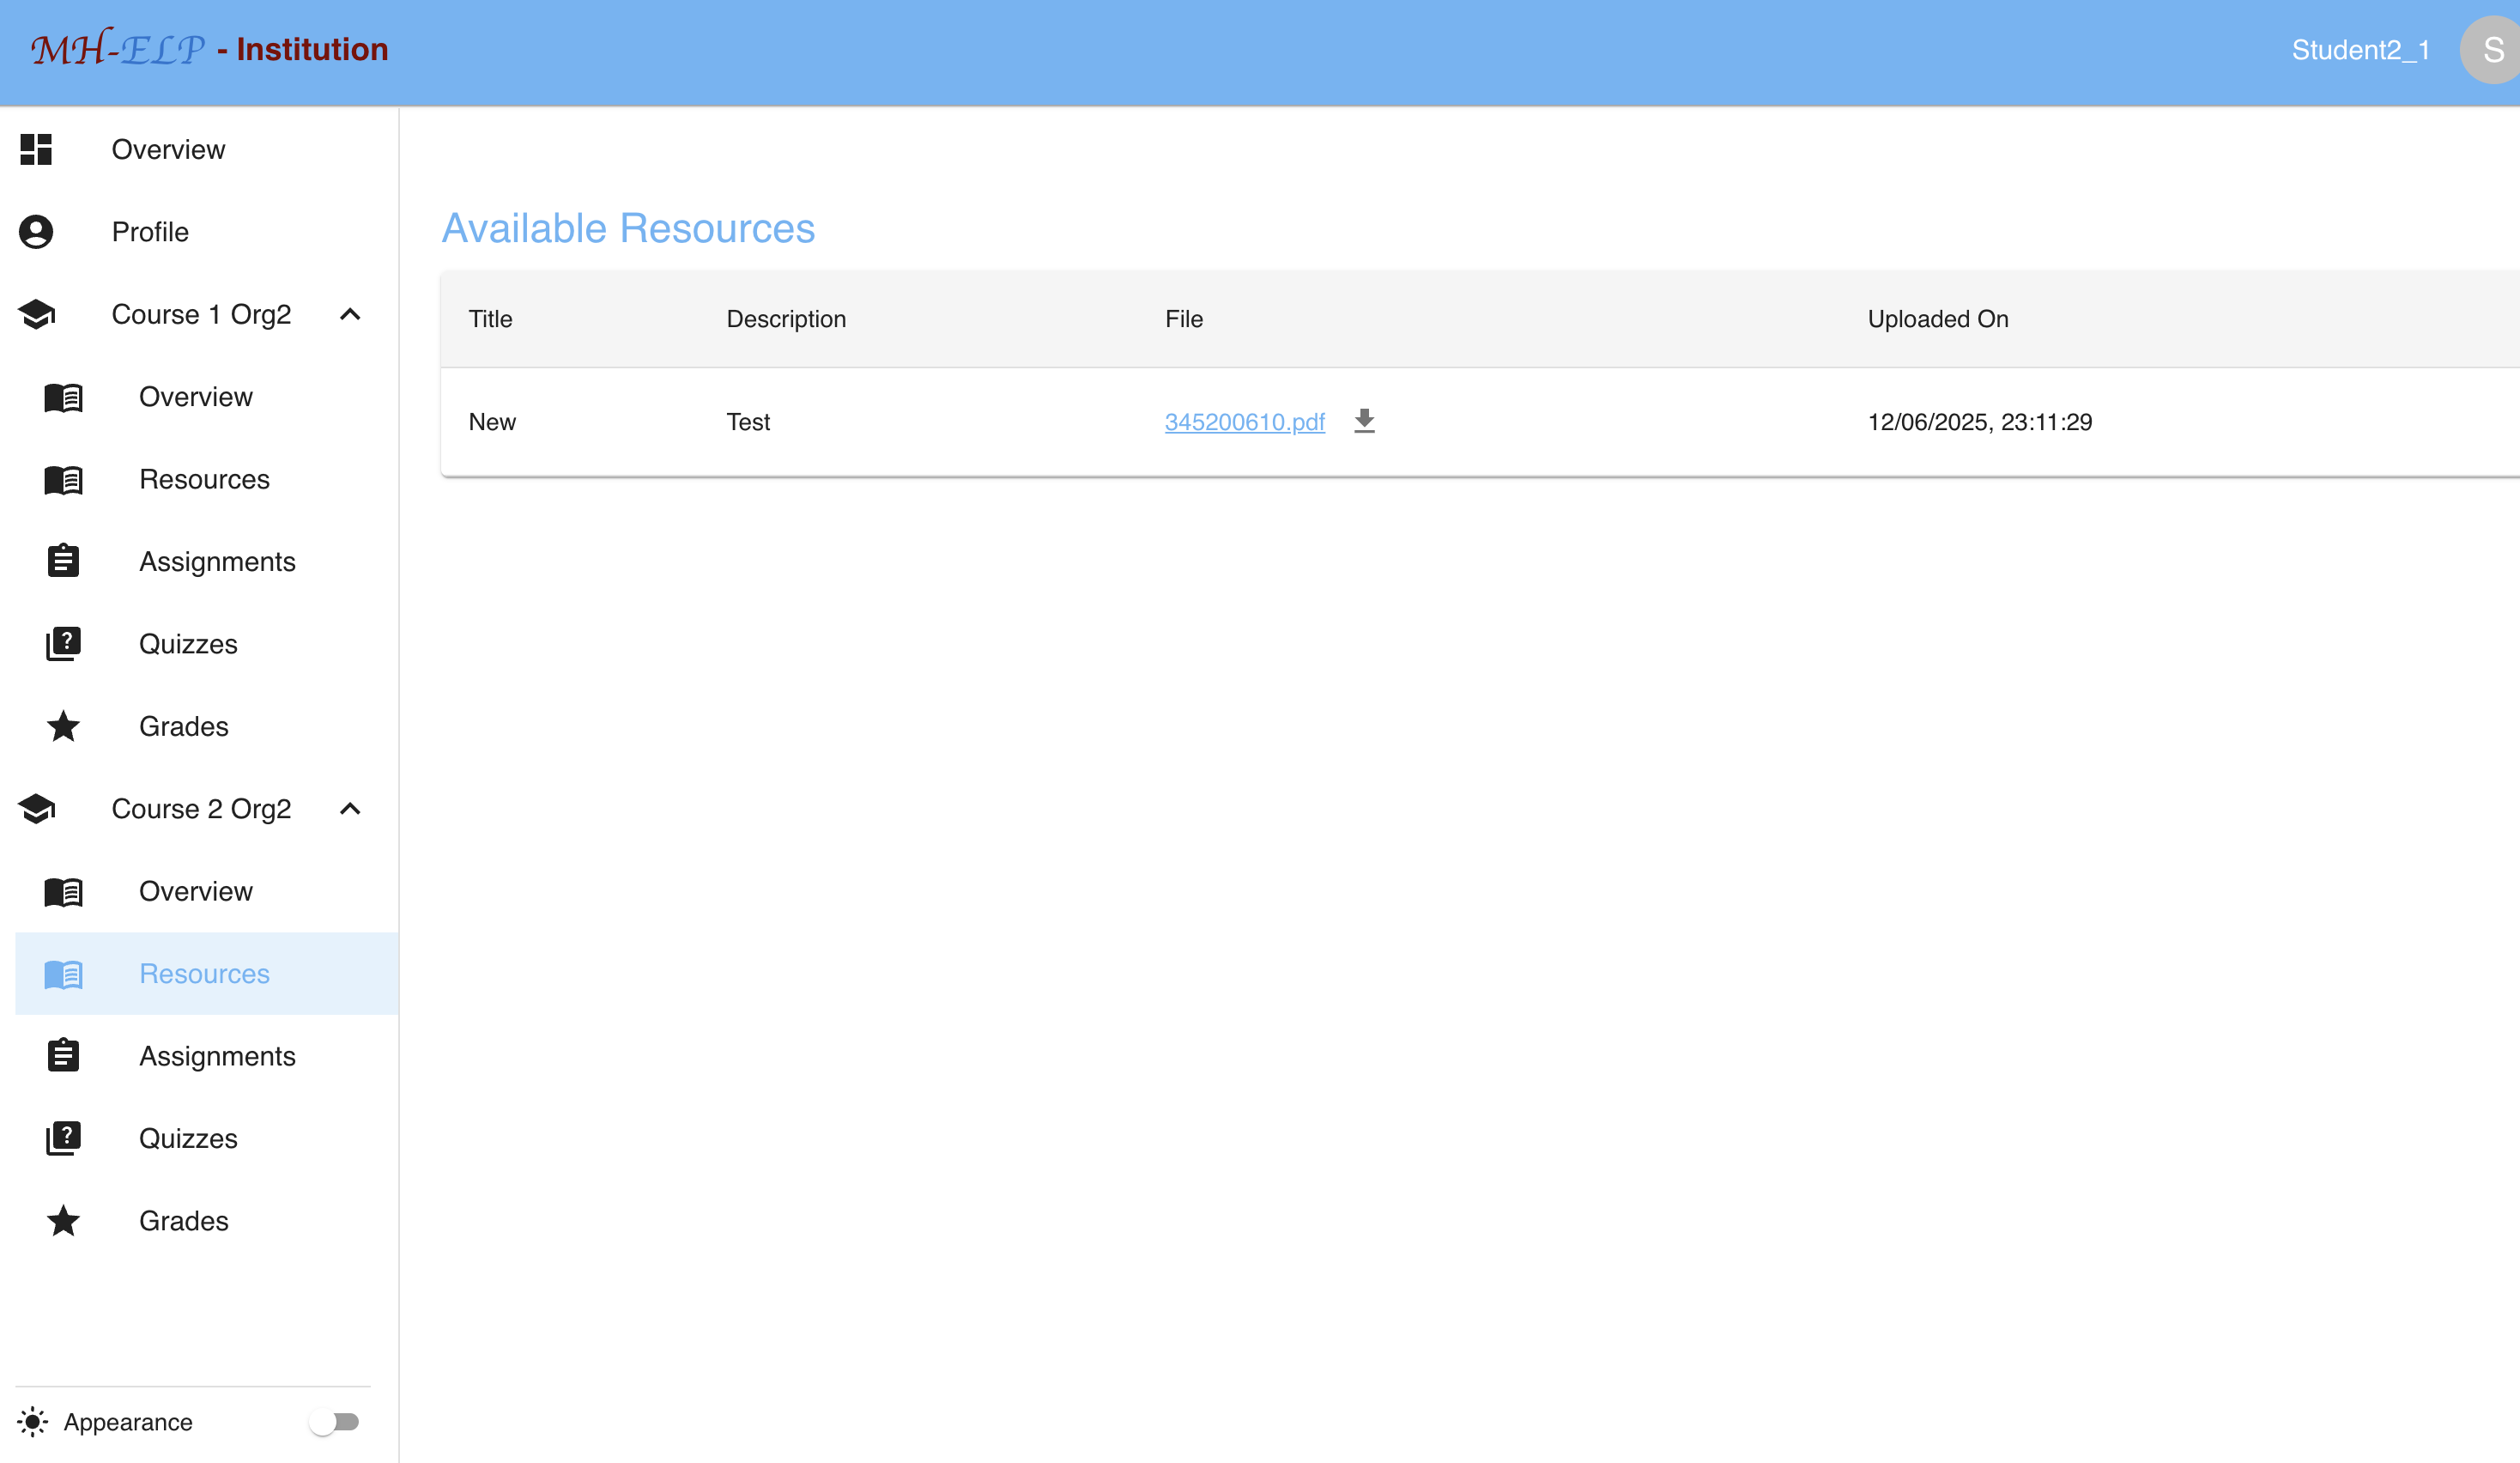 MH-ELP - Institution
Student2_1
S
Overview
Profile
Course 1 Org2
Overview
Resources
Assignments
Quizzes
Grades
Course 2 Org2
Overview
Resources
Assignments
Quizzes
Grades
Appearance
Available Resources
Title Description File Uploaded On
New Test 345200610.pdf 12/06/2025, 23:11:29